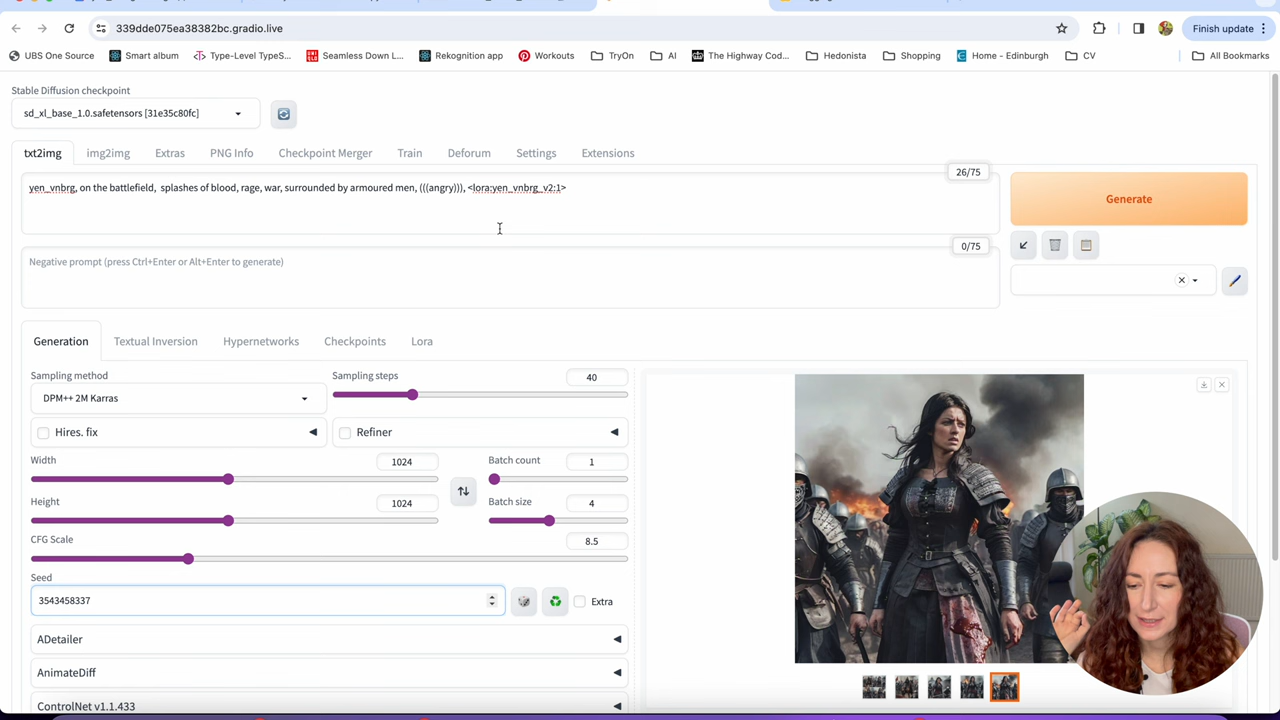 339dde075ea38382bc.gradio.live
Finish update
UBS One Source
Smart album
Type-Level TypeS...
Seamless Down L...
Rekognition app
Workouts
TryOn
AI
The Highway Cod...
Hedonista
Shopping
Home - Edinburgh
CV
All Bookmarks
Stable Diffusion checkpoint
sd_xl_base_1.0.safetensors [31e35c80fc]
txt2img
img2img
Extras
PNG Info
Checkpoint Merger
Train
Deforum
Settings
Extensions
26/75
yen_vnbrg, on the battlefield,  splashes of blood, rage, war, surrounded by armoured men, (((angry))), <lora:yen_vnbrg_v2:1>
Generate
0/75
Negative prompt (press Ctrl+Enter or Alt+Enter to generate)
Generation
Textual Inversion
Hypernetworks
Checkpoints
Lora
Sampling method
Sampling steps
40
DPM++ 2M Karras
Hires. fix
Refiner
Width
1024
Batch count
1
Height
1024
Batch size
4
CFG Scale
8.5
Seed
3543458337
Extra
ADetailer
AnimateDiff
ControlNet v1.1.433